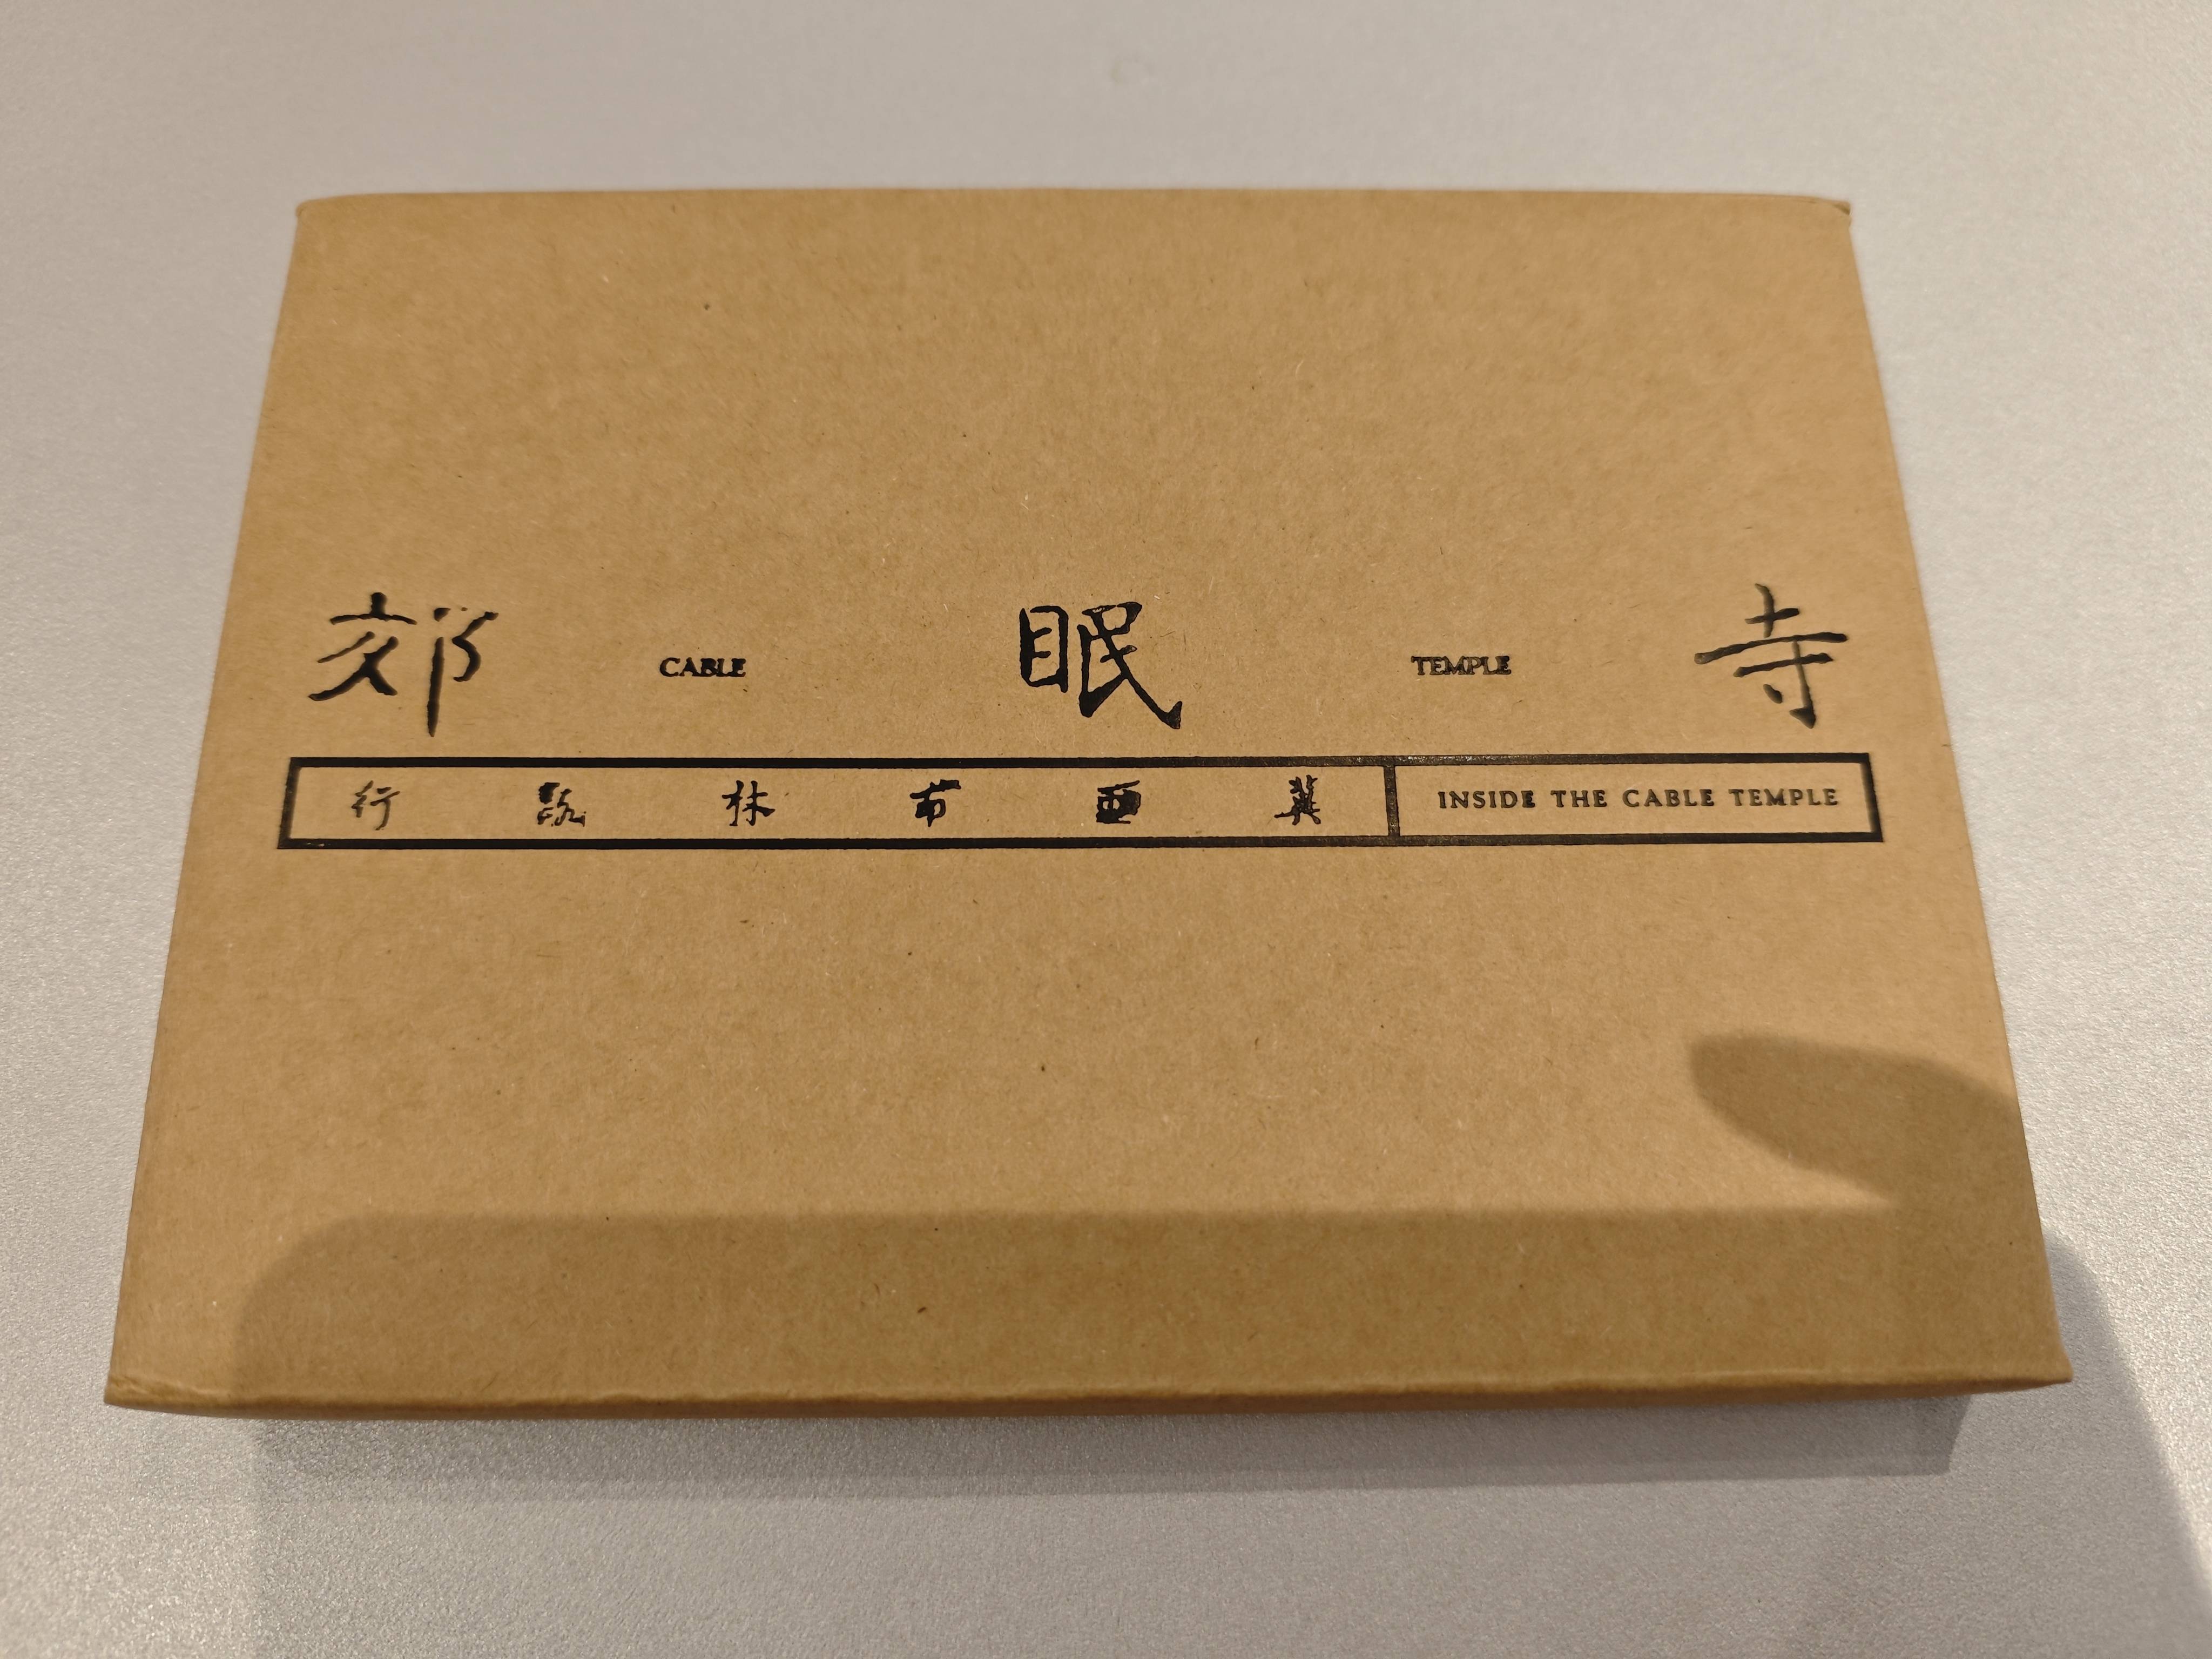 郊 CABLE 眠 TEMPLE 寺
行 林 冀 INSIDE THE CABLE TEMPLE